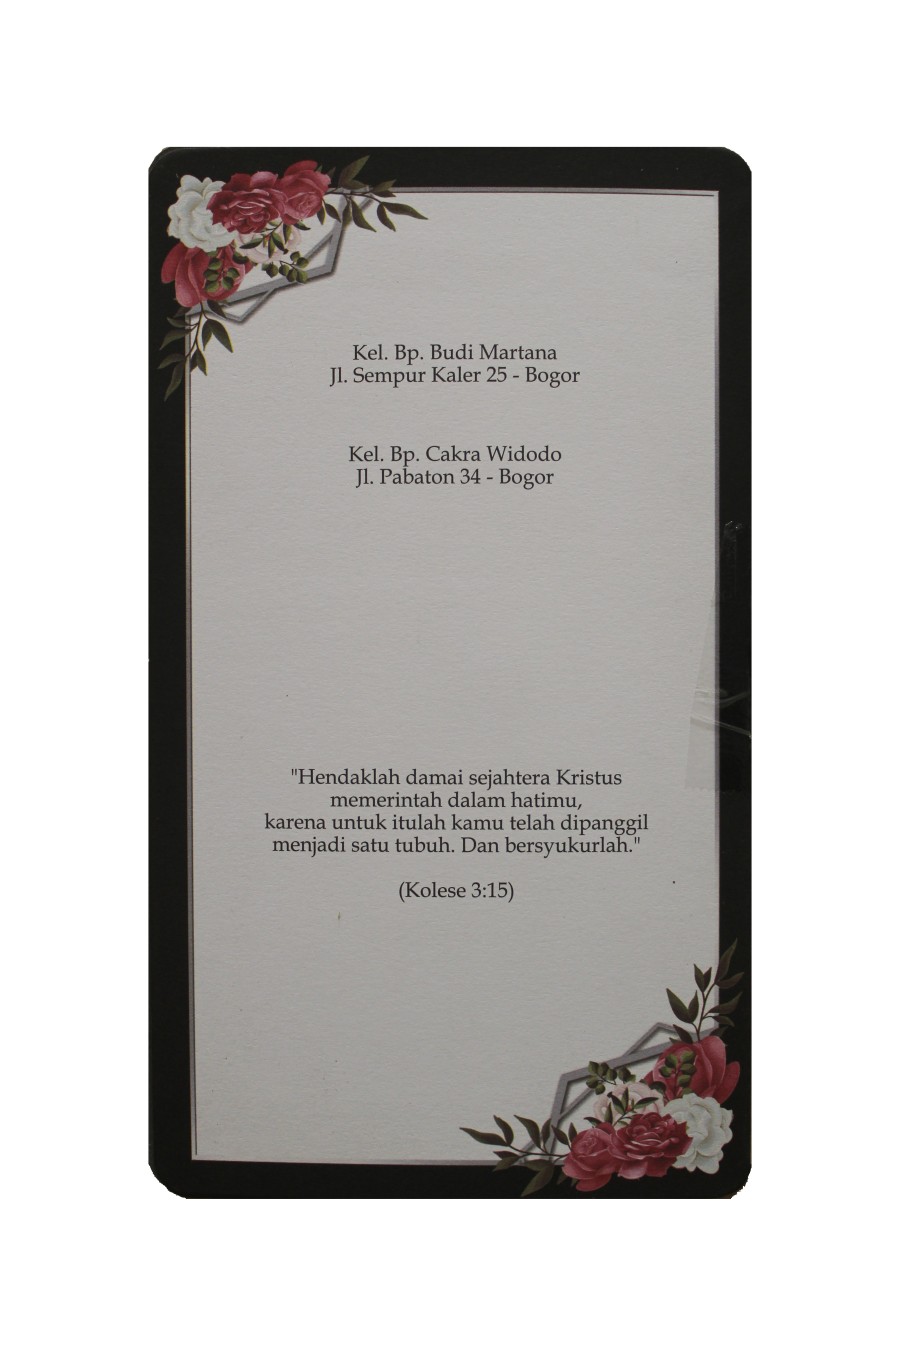 Kel. Bp. Budi Martana
Jl. Sempur Kaler 25 - Bogor
Kel. Bp. Cakra Widodo
Jl. Pabaton 34 - Bogor
"Hendaklah damai sejahtera Kristus
memerintah dalam hatimu,
karena untuk itulah kamu telah dipanggil
menjadi satu tubuh. Dan bersyukurlah."
(Kolese 3:15)